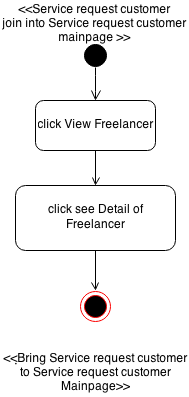 <<Service request customer
join into Service request customer
mainpage >>
click View Freelancer
click see Detail of
Freelancer
<<Bring Service request customer
to Service request customer
Mainpage>>